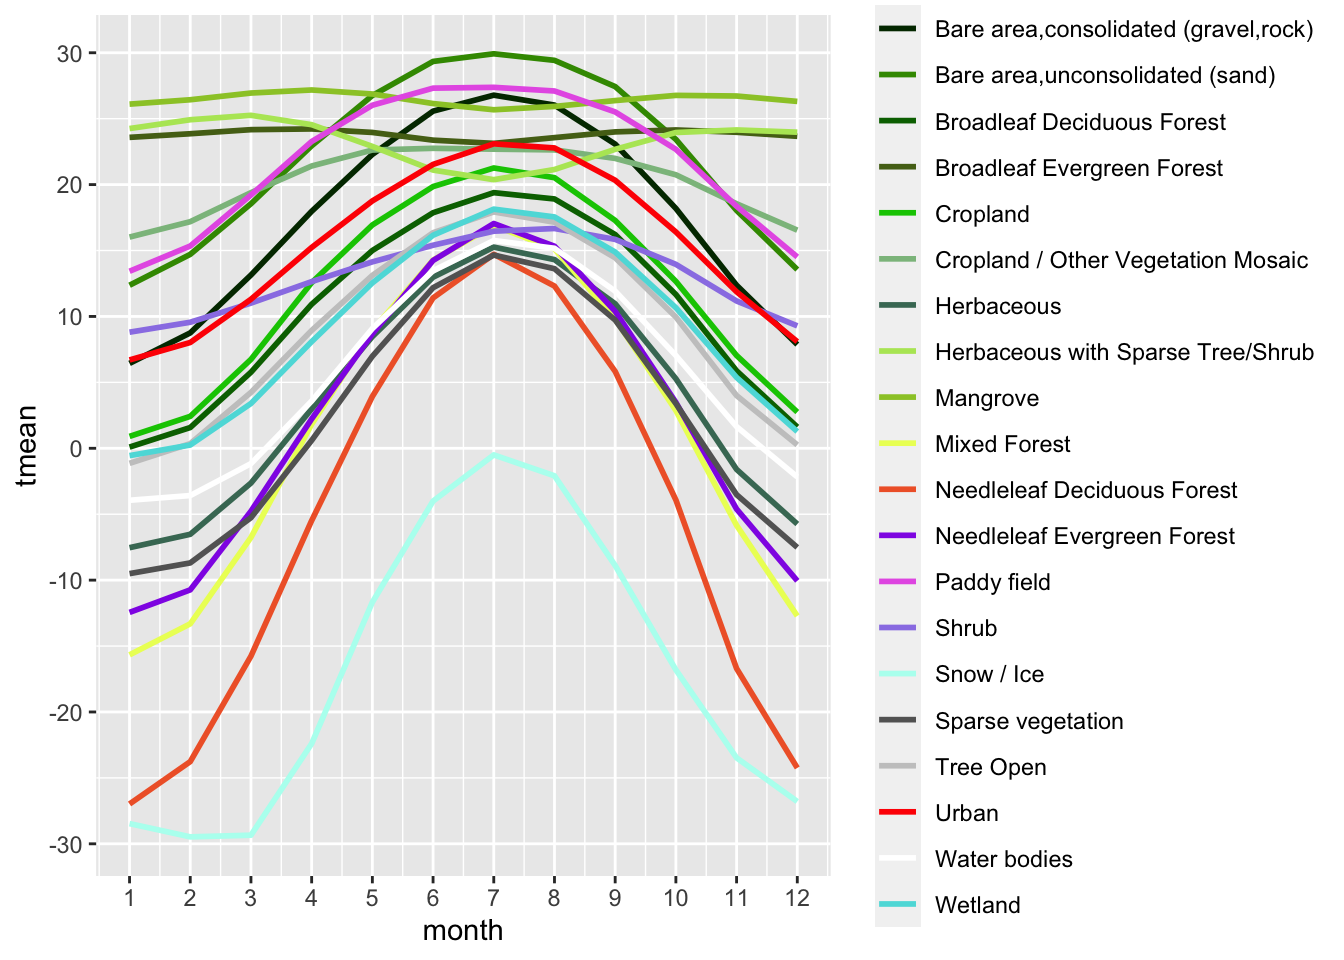 tmean
30
20
10
0
-10
-20
-30
1 2 3 4 5 6 7 8 9 10 11 12
month
Bare area,consolidated (gravel,rock)
Bare area,unconsolidated (sand)
Broadleaf Deciduous Forest
Broadleaf Evergreen Forest
Cropland
Cropland / Other Vegetation Mosaic
Herbaceous
Herbaceous with Sparse Tree/Shrub
Mangrove
Mixed Forest
Needleleaf Deciduous Forest
Needleleaf Evergreen Forest
Paddy field
Shrub
Snow / Ice
Sparse vegetation
Tree Open
Urban
Water bodies
Wetland